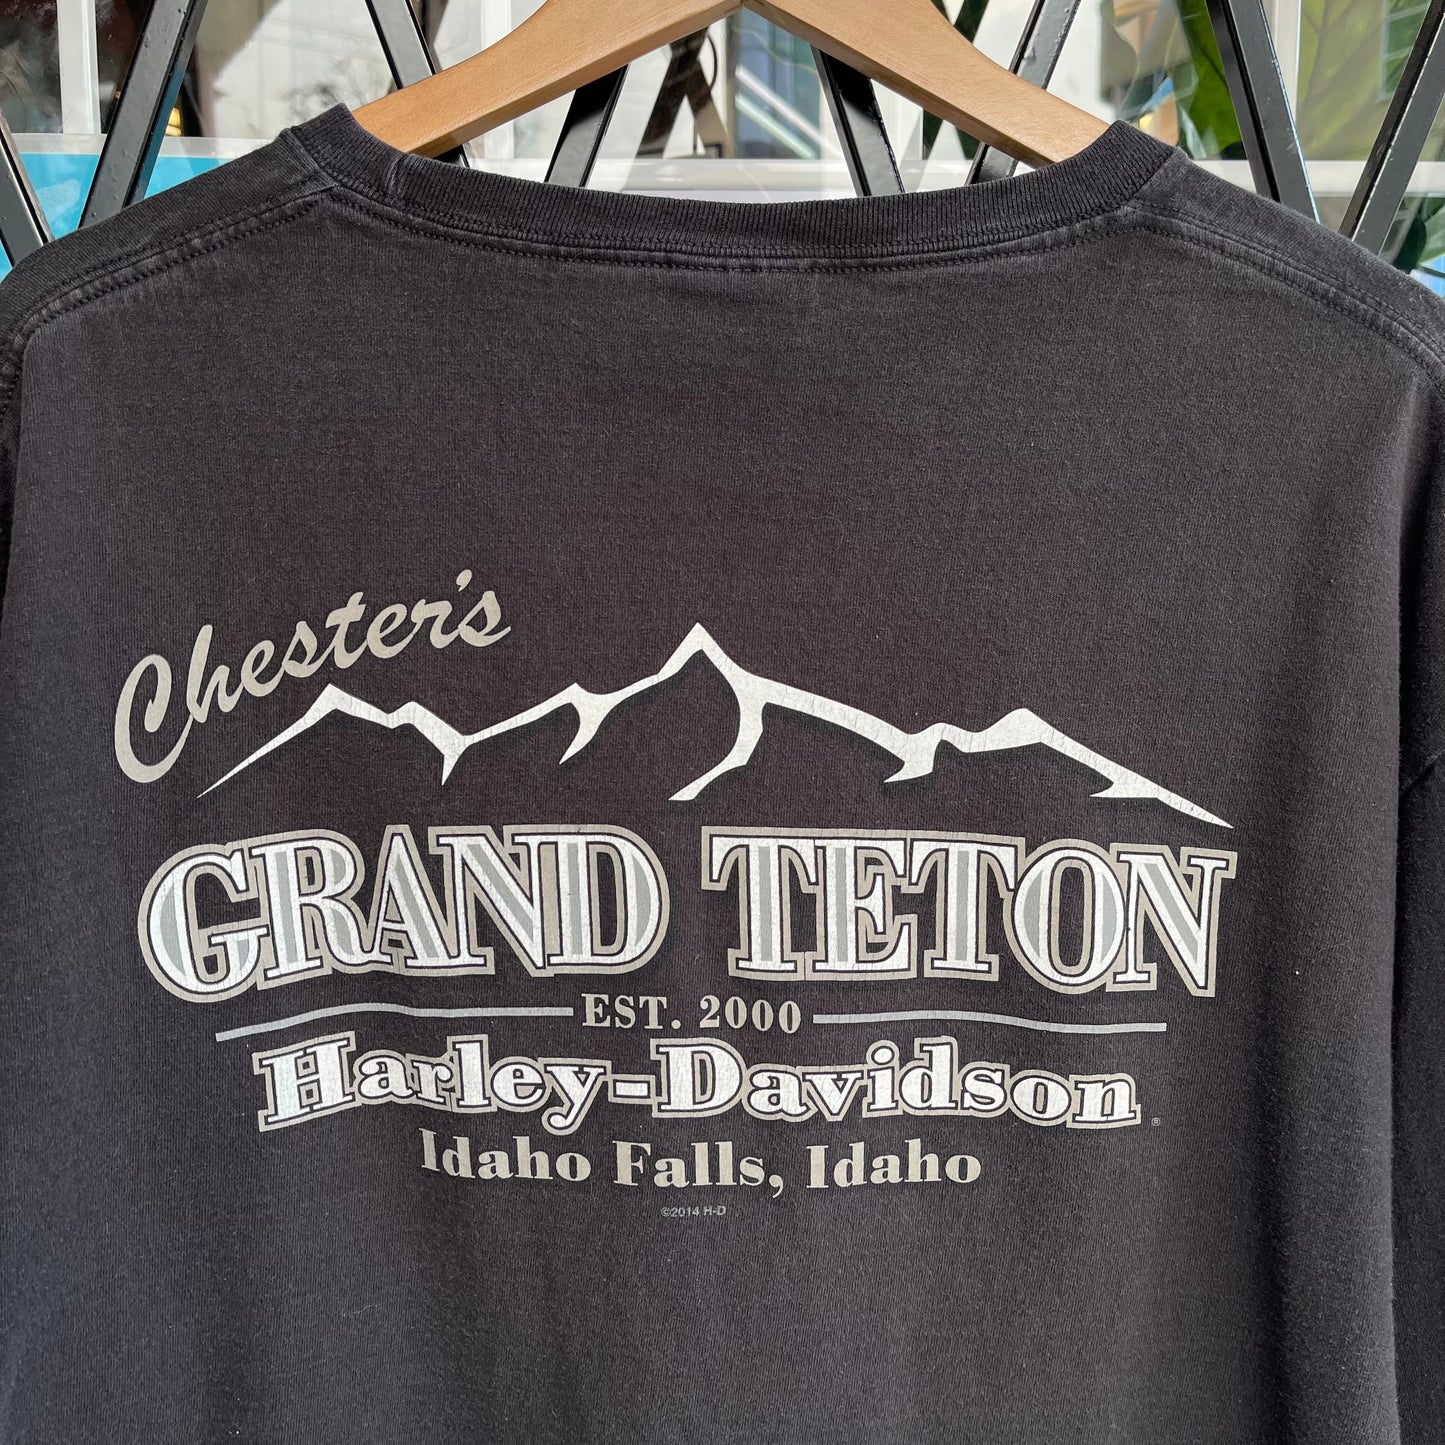 Chester's
GRAND TETON
EST. 2000
Harley-Davidson®
Idaho Falls, Idaho
©2014 H-D